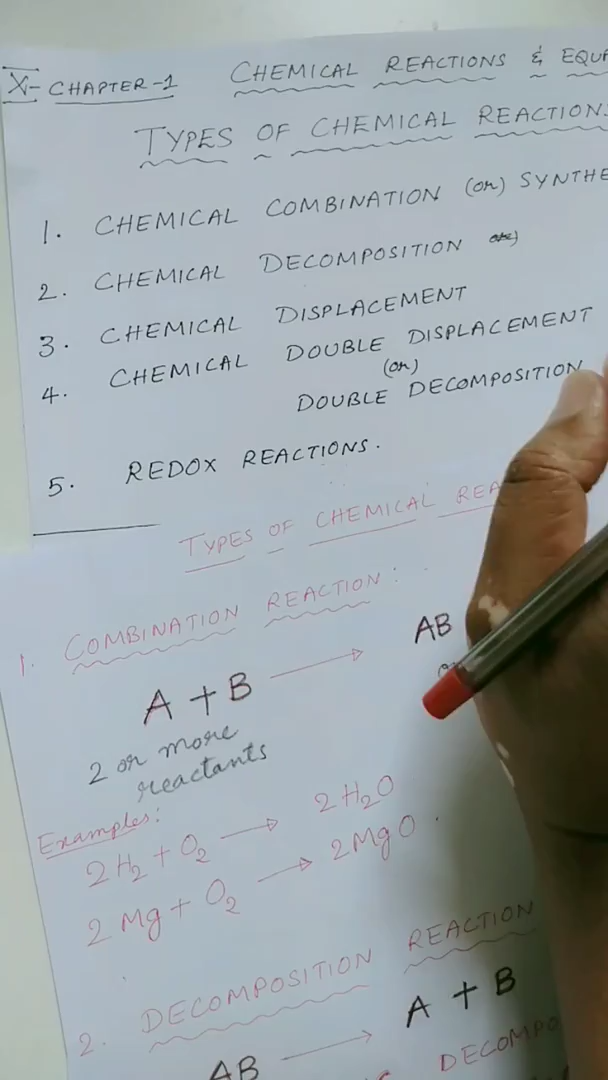 X- CHAPTER-1 CHEMICAL REACTIONS & EQUA
TYPES OF CHEMICAL REACTION
1. CHEMICAL COMBINATION (or) SYNTHE
2. CHEMICAL DECOMPOSITION
3. CHEMICAL DISPLACEMENT
4. CHEMICAL DOUBLE DISPLACEMENT
(or)
DOUBLE DECOMPOSITION
5. REDOX REACTIONS.
TYPES OF CHEMICAL REA
1. COMBINATION REACTION:
A + B → AB
2 or more
reactants
Examples:
2H₂ + O₂ → 2H₂O
2Mg + O₂ → 2MgO.
2. DECOMPOSITION REACTION
AB → A + B
DECOMPO